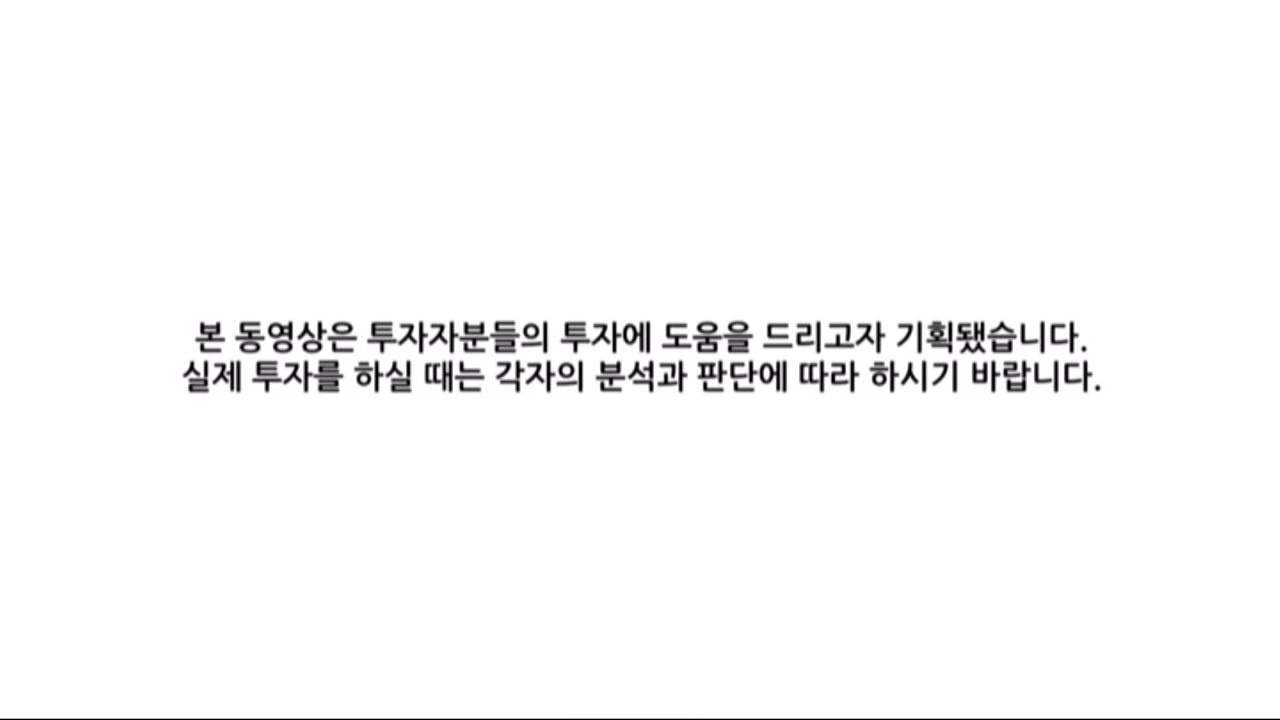 본 동영상은 투자자분들의 투자에 도움을 드리고자 기획됐습니다.
실제 투자를 하실 때는 각자의 분석과 판단에 따라 하시기 바랍니다.